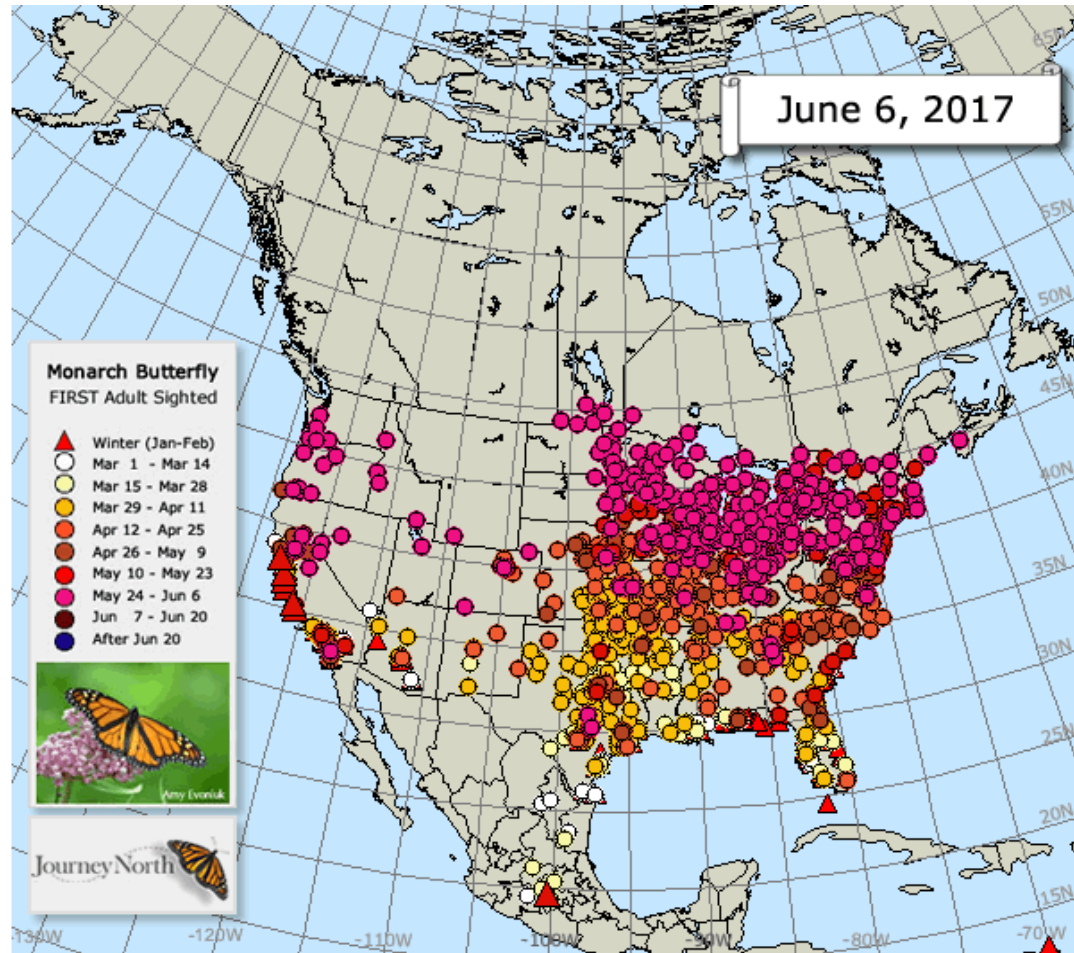 65N
June 6, 2017
55N
50N
45N
40N
35N
30N
25N
20N
15N
Monarch Butterfly
FIRST Adult Sighted
Winter (Jan-Feb)
Mar 1 - Mar 14
Mar 15 - Mar 28
Mar 29 - Apr 11
Apr 12 - Apr 25
Apr 26 - May 9
May 10 - May 23
May 24 - Jun 6
Jun 7 - Jun 20
After Jun 20
Amy Evoniuk
JourneyNorth
-130W
-120W
-110W
-100W
-90W
-80W
-70W